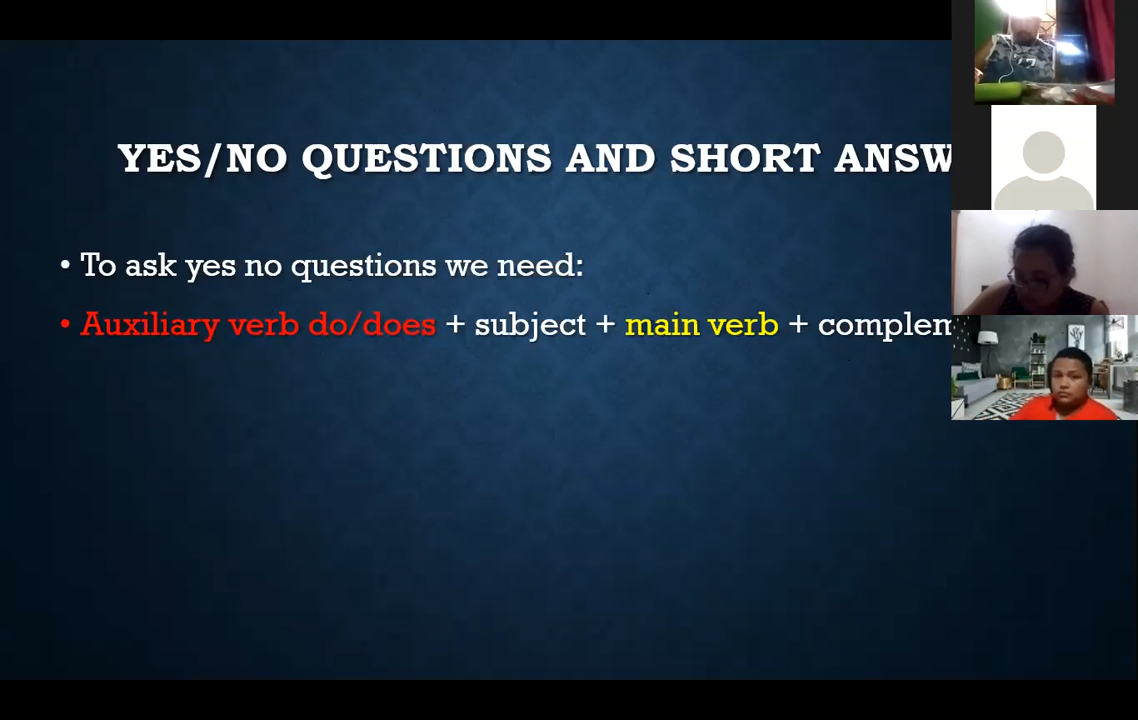 YES/NO QUESTIONS AND SHORT ANSW
• To ask yes no questions we need:
• Auxiliary verb do/does + subject + main verb + complem